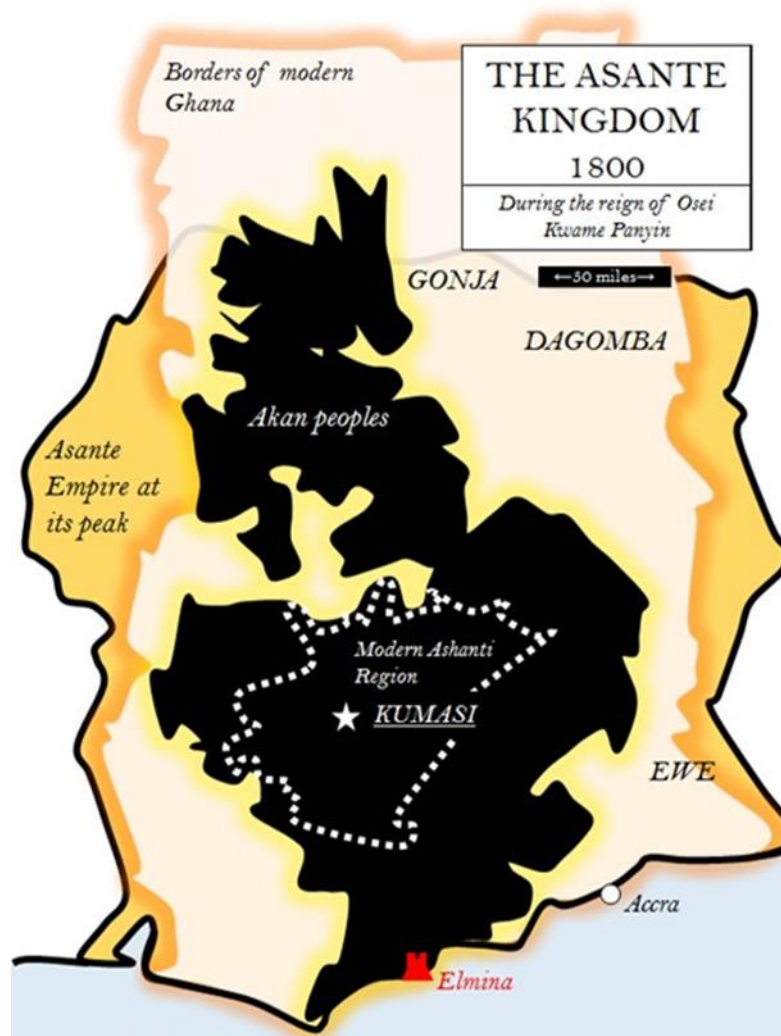 Borders of modern
Ghana
THE ASANTE
KINGDOM
1800
During the reign of Osei
Kwame Panyin
←50 miles→
GONJA
DAGOMBA
Akan peoples
Asante
Empire at
its peak
Modern Ashanti
Region
KUMASI
EWE
Accra
Elmina